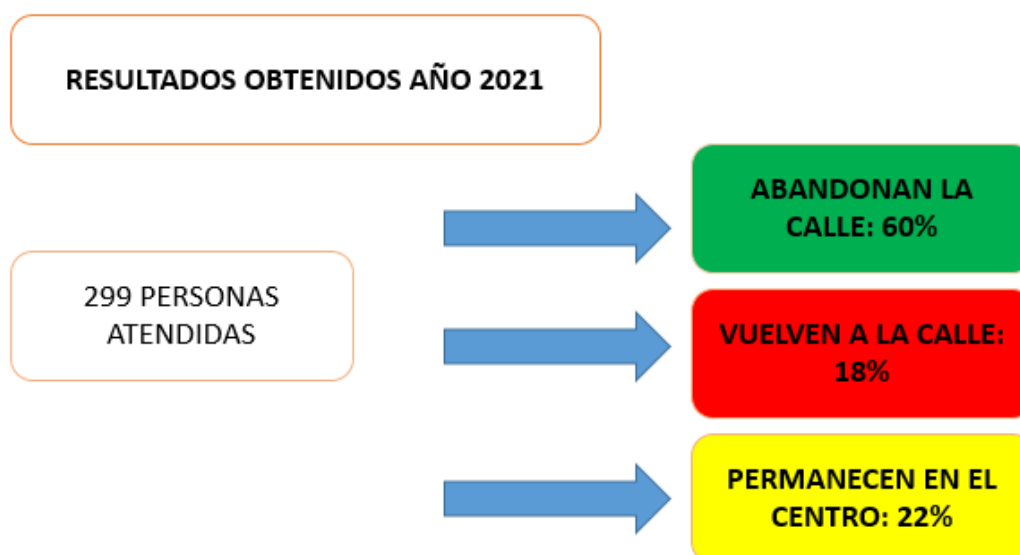 RESULTADOS OBTENIDOS AÑO 2021
299 PERSONAS
ATENDIDAS
ABANDONAN LA
CALLE: 60%
VUELVEN A LA CALLE:
18%
PERMANECEN EN EL
CENTRO: 22%